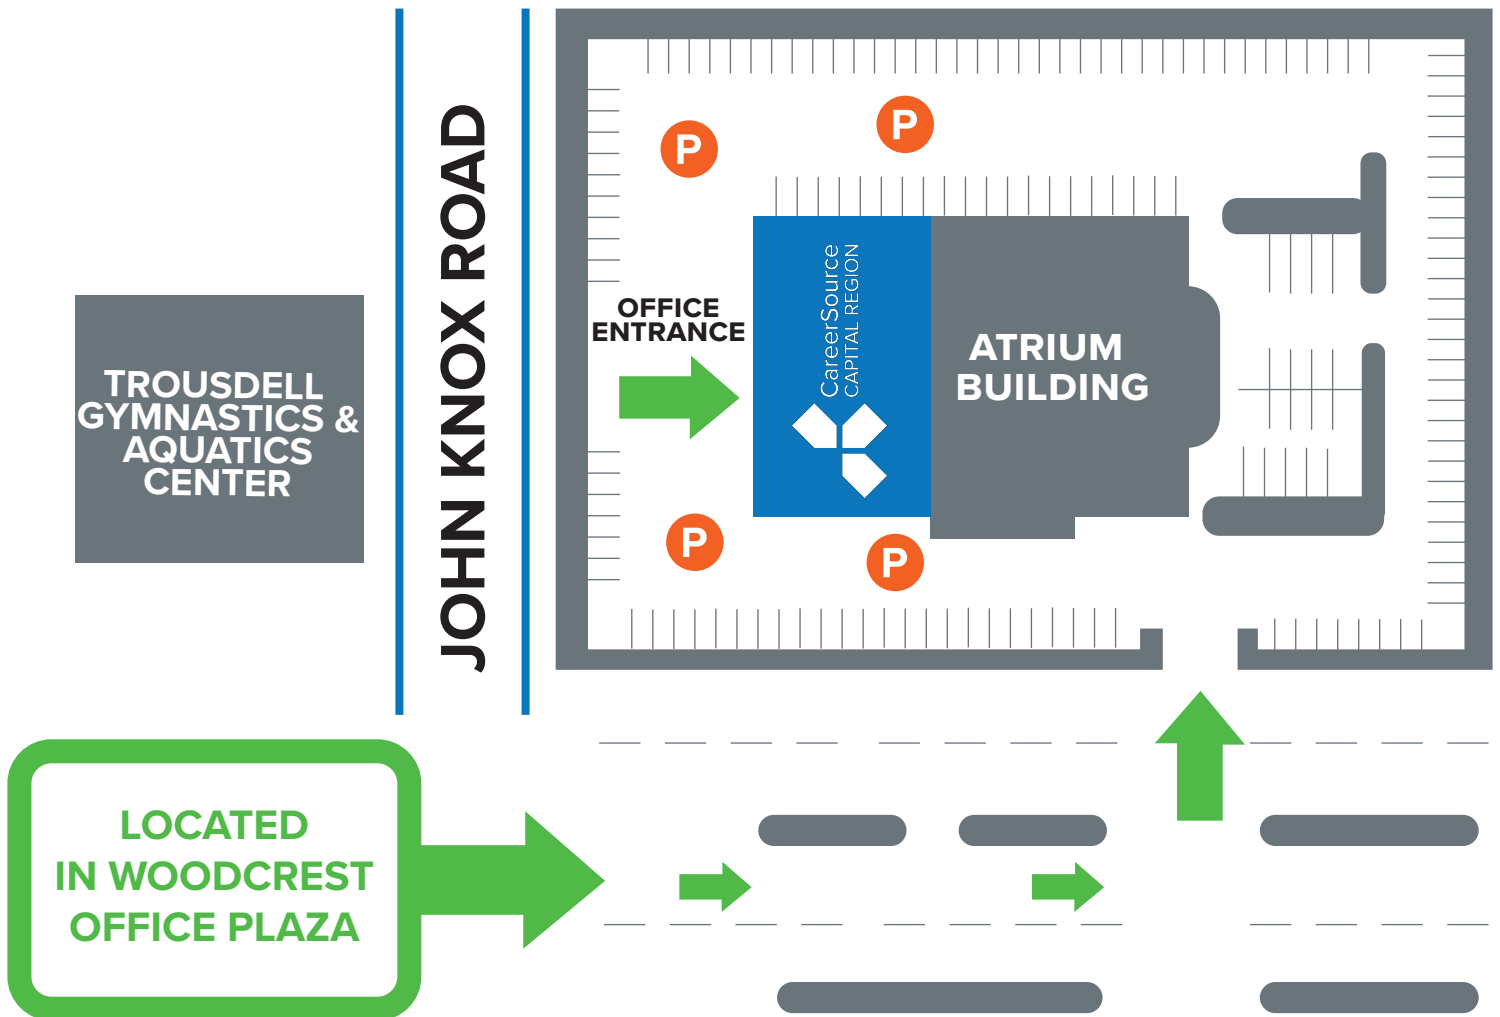 JOHN KNOX ROAD
P
P
OFFICE
ENTRANCE
CareerSource
CAPITAL REGION
ATRIUM
BUILDING
TROUSDELL
GYMNASTICS &
AQUATICS
CENTER
P
P
LOCATED
IN WOODCREST
OFFICE PLAZA